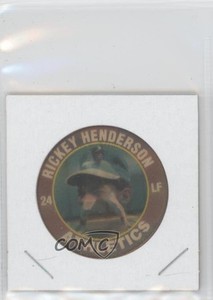 RICKEY HENDERSON
24 LF
ATHLETICS
COMC